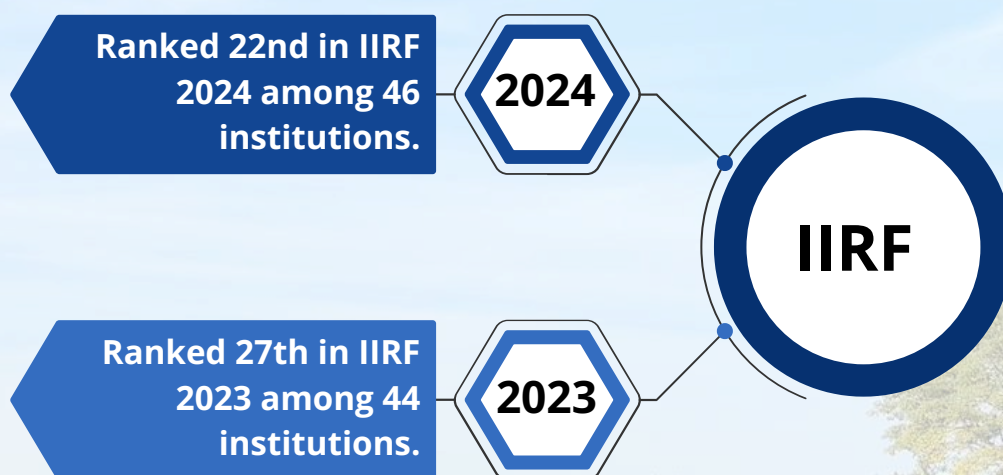 Ranked 22nd in IIRF
2024 among 46
institutions.
2024
IIRF
Ranked 27th in IIRF
2023 among 44
institutions.
2023